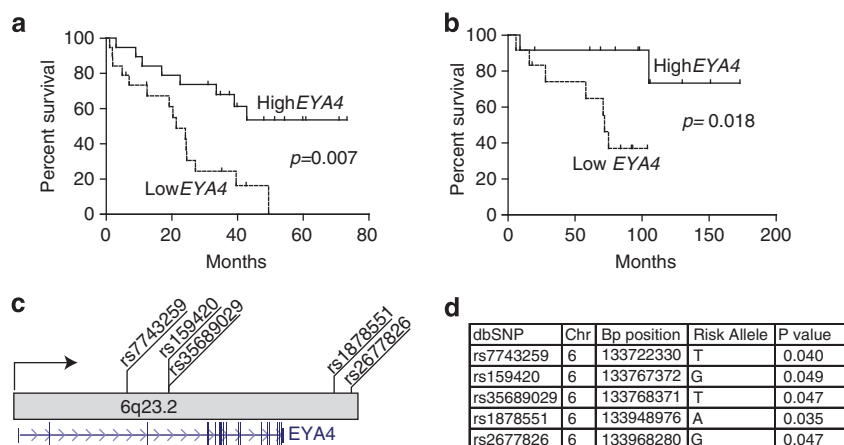 a
100
80
60
40
20
0
Percent survival
High EYA4
p=0.007
Low EYA4
0 20 40 60 80
Months
b
100
80
60
40
20
0
Percent survival
High EYA4
p= 0.018
Low EYA4
0 50 100 150 200
Months
c
rs7743259
rs159420
rs35689029
rs1878551
rs2677826
6q23.2
EYA4
d
dbSNP Chr Bp position Risk Allele P value
rs7743259 6 133722330 T 0.040
rs159420 6 133767372 G 0.049
rs35689029 6 133768371 T 0.047
rs1878551 6 133948976 A 0.035
rs2677826 6 133968280 G 0.047